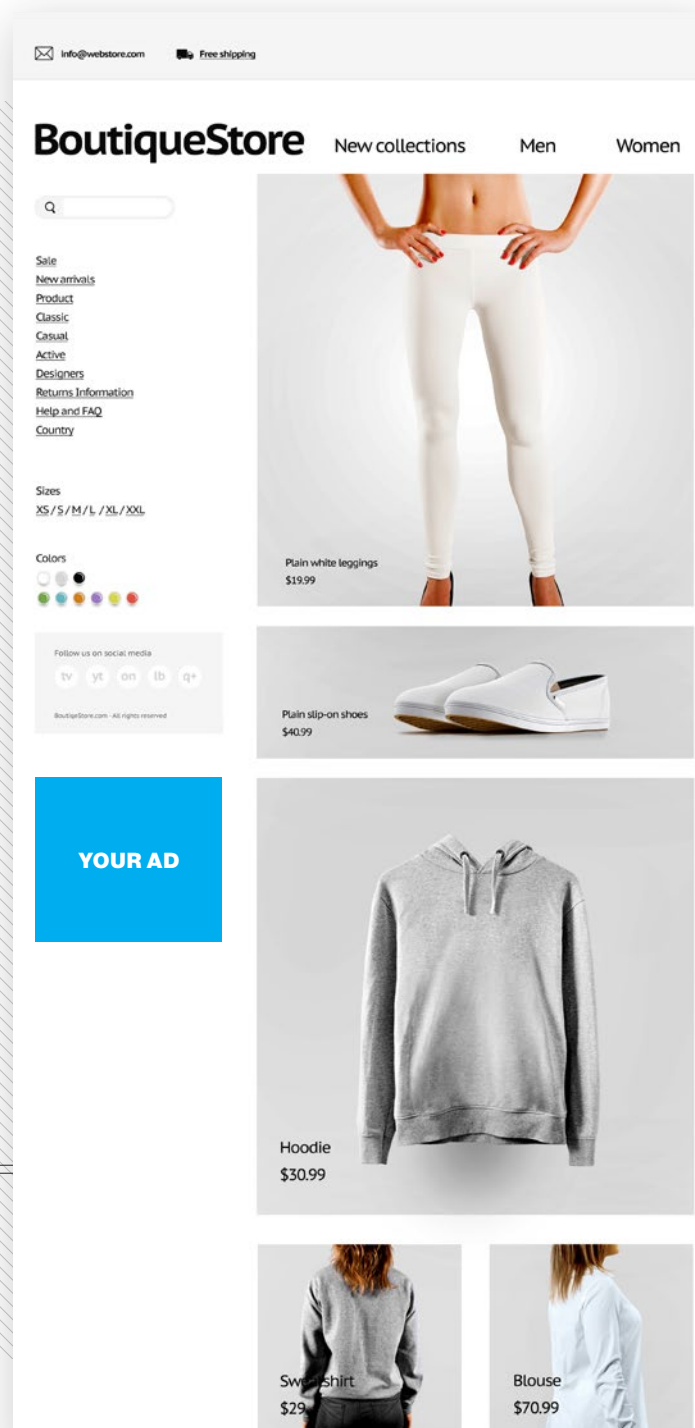 info@webstore.com Free shipping
BoutiqueStore New collections Men Women
Sale
New arrivals
Product
Classic
Casual
Active
Designers
Returns Information
Help and FAQ
Country
Sizes
XS / S / M / L / XL / XXL
Colors
Plain white leggings
$19.99
Follow us on social media
tv yt on lb q+
BoutiqeStore.com - All rights reserved
Plain slip-on shoes
$40.99
YOUR AD
Hoodie
$30.99
Sweatshirt
$29
Blouse
$70.99